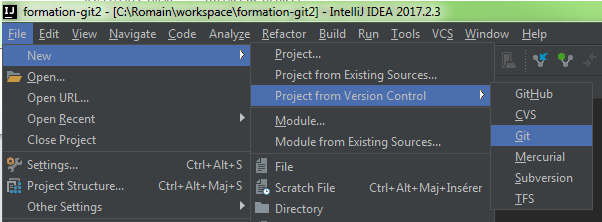 formation-git2 - [C:\Romain\workspace\formation-git2] - IntelliJ IDEA 2017.2.3
File Edit View Navigate Code Analyze Refactor Build Run Tools VCS Window Help
New
Open...
Open URL...
Open Recent
Close Project
Settings... Ctrl+Alt+S
Project Structure... Ctrl+Alt+Maj+S
Other Settings
Project...
Project from Existing Sources...
Project from Version Control
Module...
Module from Existing Sources...
File
Scratch File Ctrl+Alt+Maj+Insérer
Directory
GitHub
CVS
Git
Mercurial
Subversion
TFS